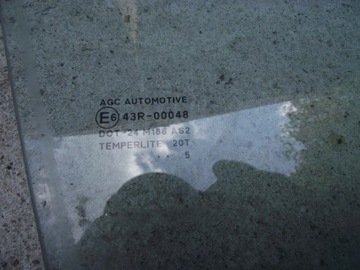 AGC AUTOMOTIVE
E6 43R-00048
DOT 24 M188 AS2
TEMPERLITE 20T
.. 5